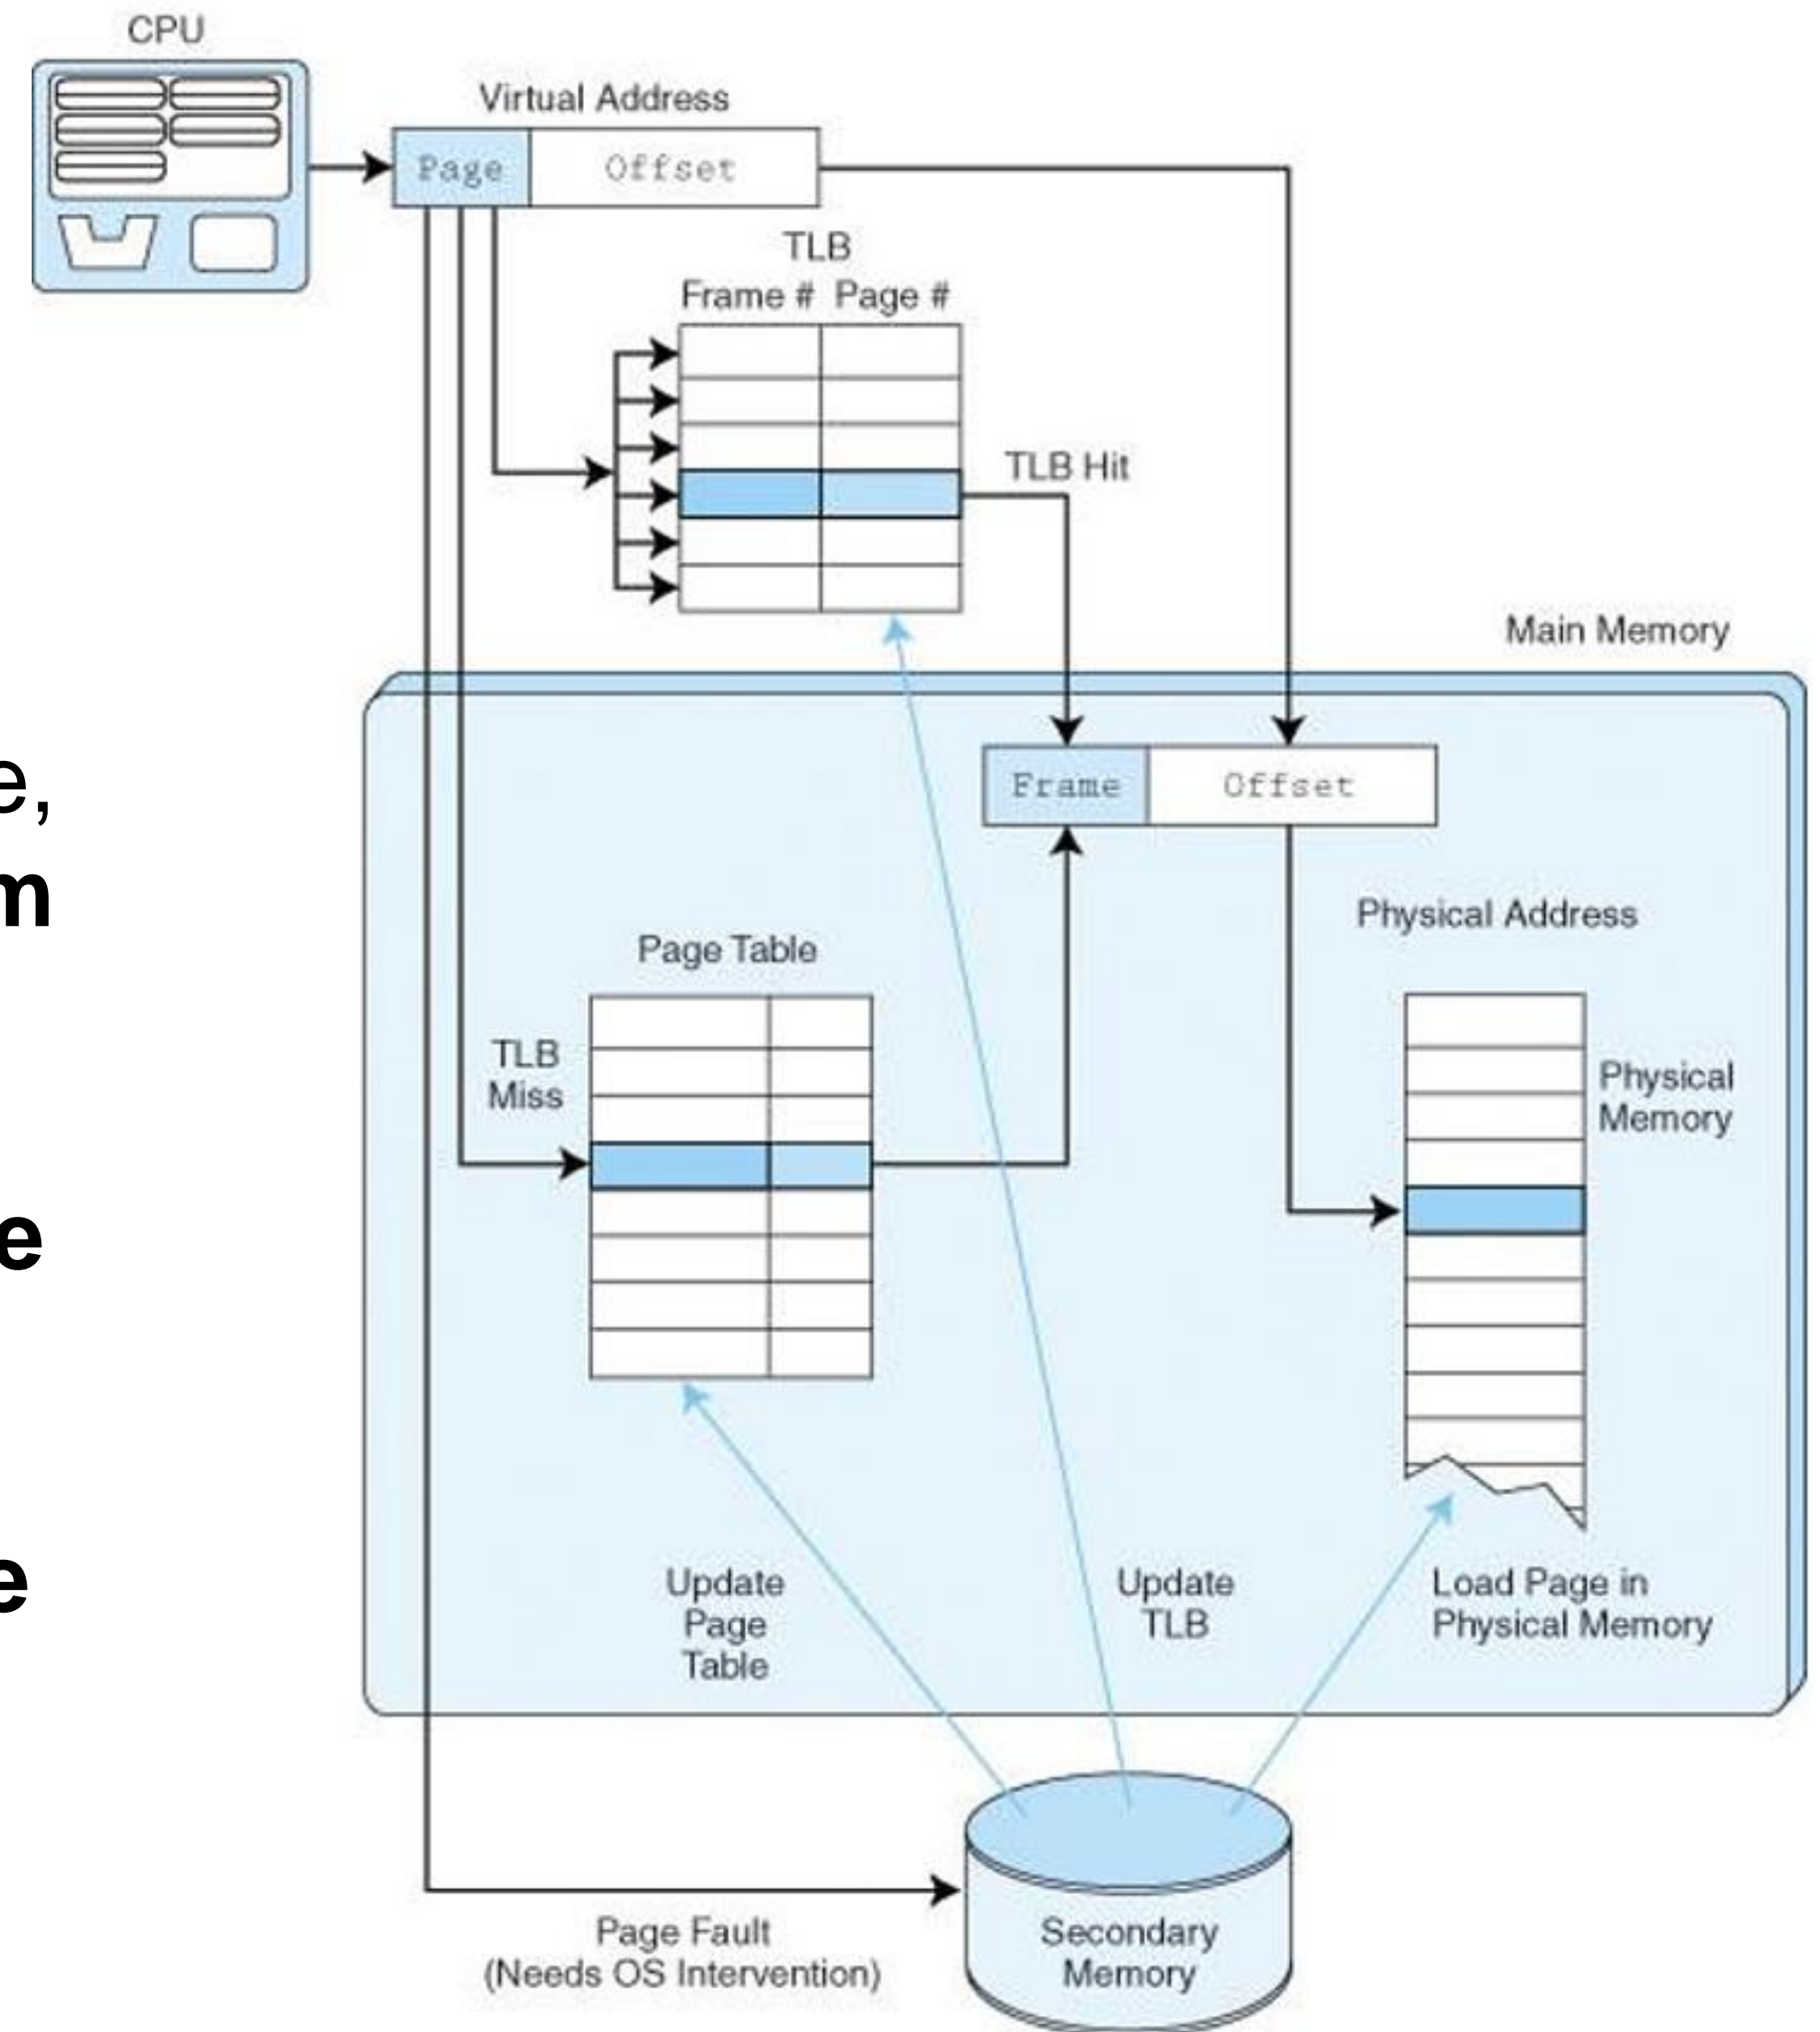 CPU
Virtual Address
Page Offset
TLB
Frame # Page #
TLB Hit
Main Memory
Frame Offset
e,
m
Physical Address
Page Table
TLB
Miss
Physical
Memory
e
e
Update
Page
Table
Update
TLB
Load Page in
Physical Memory
Page Fault
(Needs OS Intervention)
Secondary
Memory